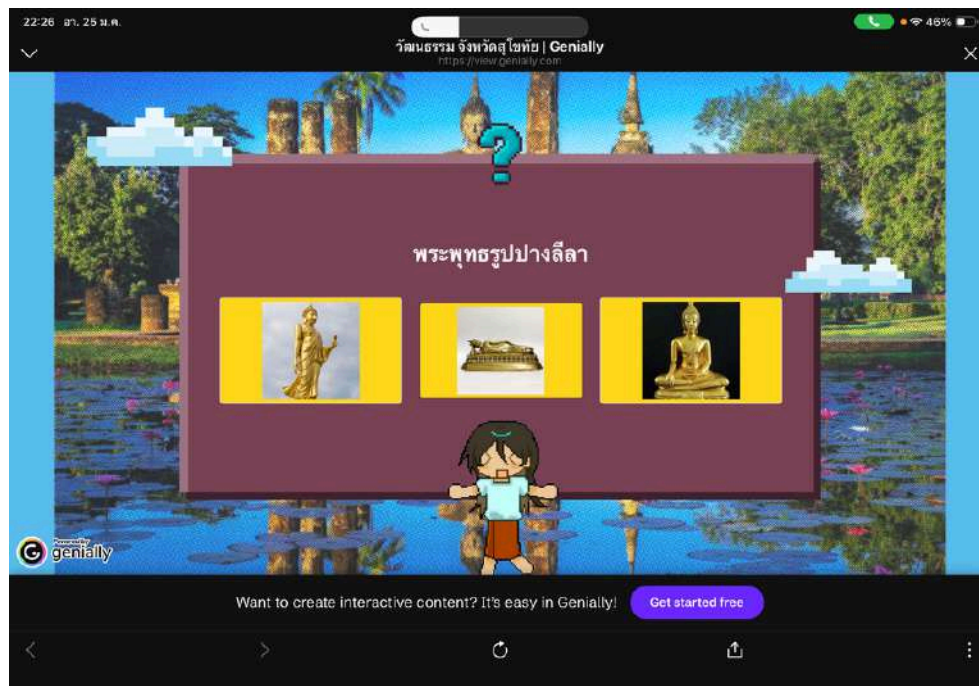 22:26 อา. 25 ม.ค.
46%
วัฒนธรรม จังหวัดสุโขทัย | Genially
https://view.genially.com
พระพุทธรูปปางลีลา
Powered by
genially
Want to create interactive content? It's easy in Genially!
Get started free